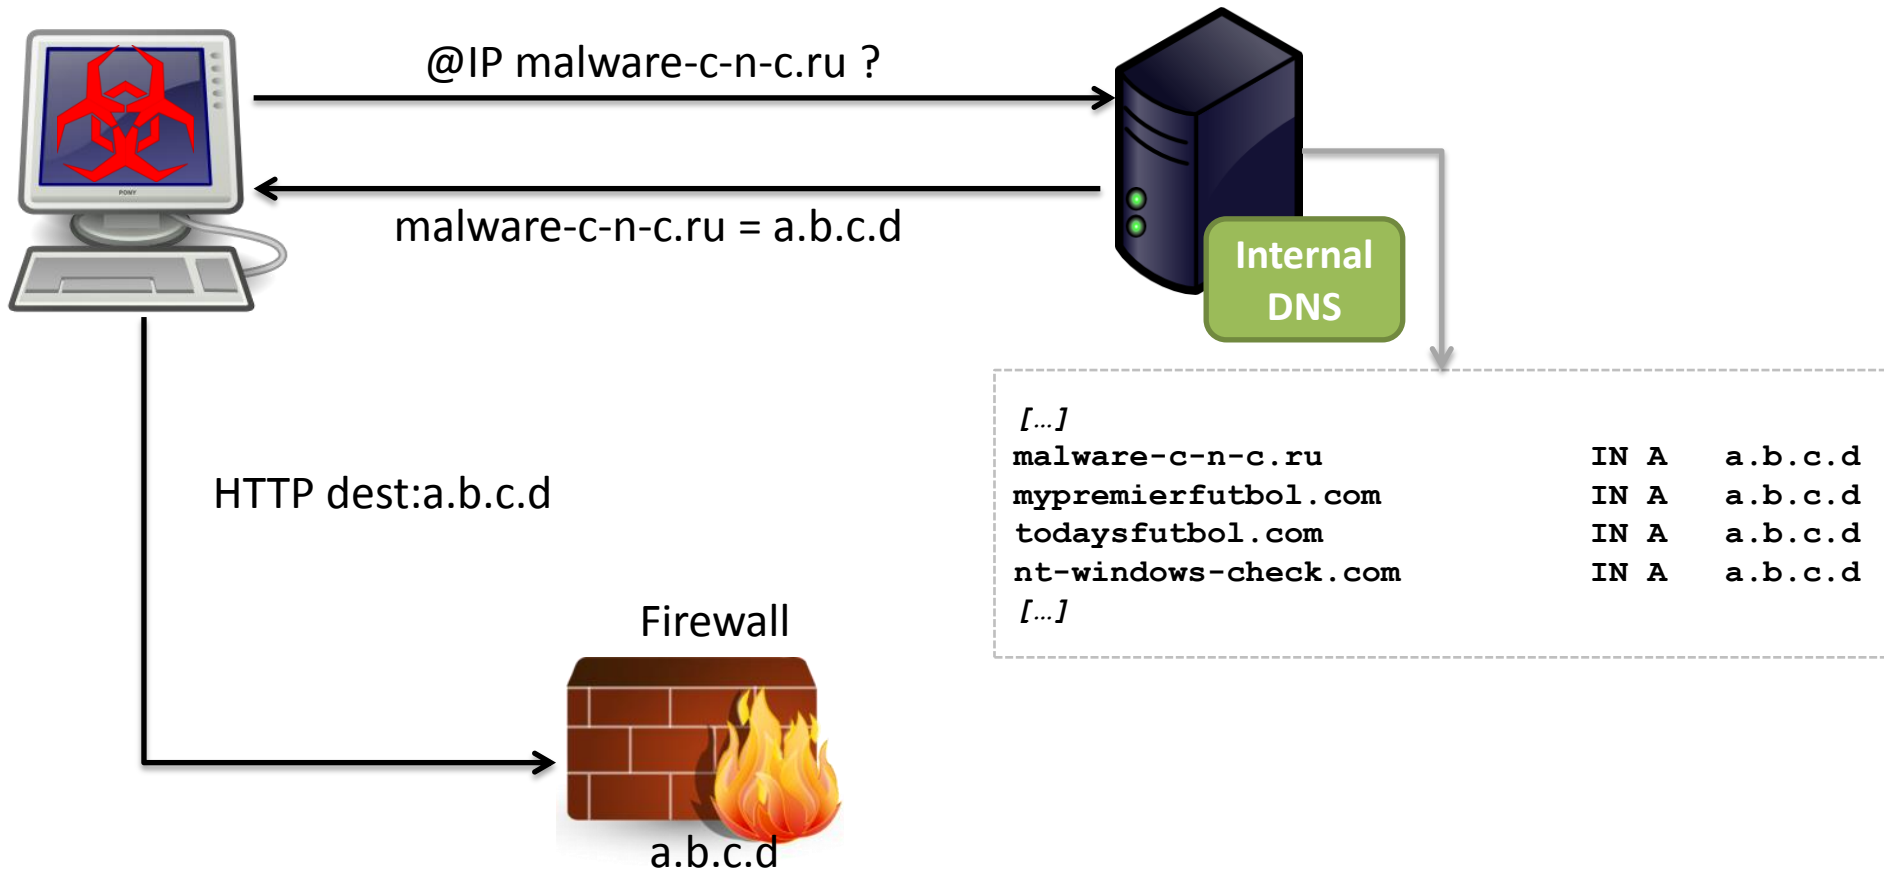 @IP malware-c-n-c.ru ?
PONY
malware-c-n-c.ru = a.b.c.d
Internal
DNS
[…]
malware-c-n-c.ru IN A a.b.c.d
mypremierfutbol.com IN A a.b.c.d
todaysfutbol.com IN A a.b.c.d
nt-windows-check.com IN A a.b.c.d
[…]
HTTP dest:a.b.c.d
Firewall
a.b.c.d